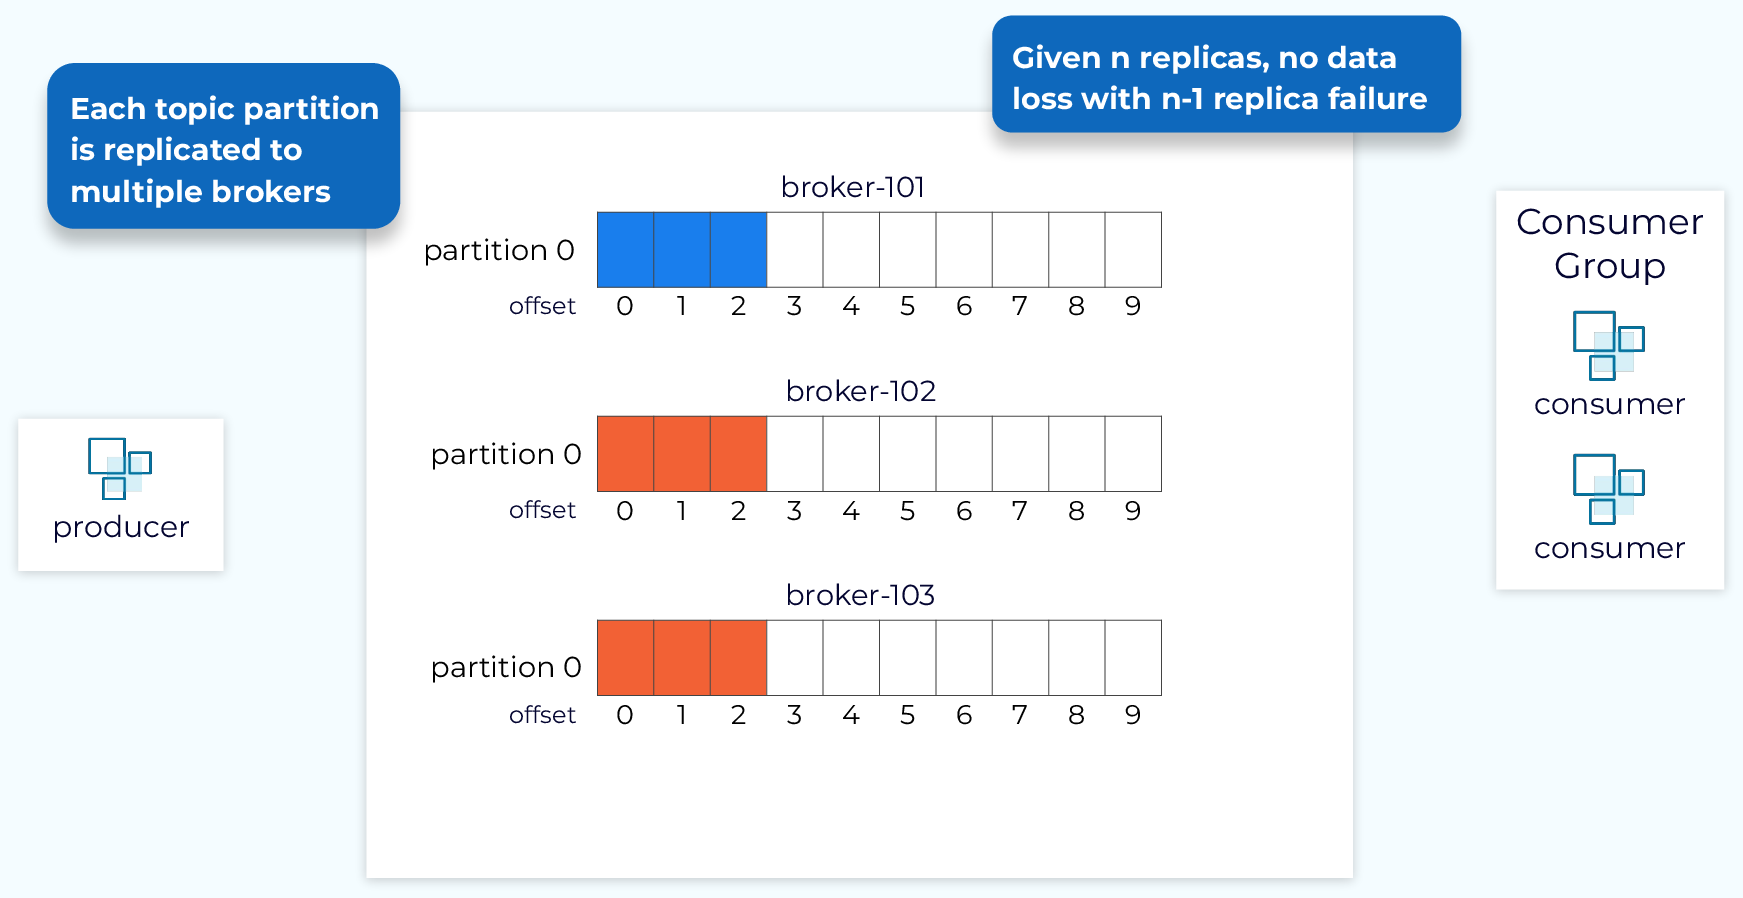 Each topic partition
is replicated to
multiple brokers
Given n replicas, no data
loss with n-1 replica failure
broker-101
partition 0
offset 0 1 2 3 4 5 6 7 8 9
broker-102
partition 0
offset 0 1 2 3 4 5 6 7 8 9
broker-103
partition 0
offset 0 1 2 3 4 5 6 7 8 9
producer
Consumer
Group
consumer
consumer